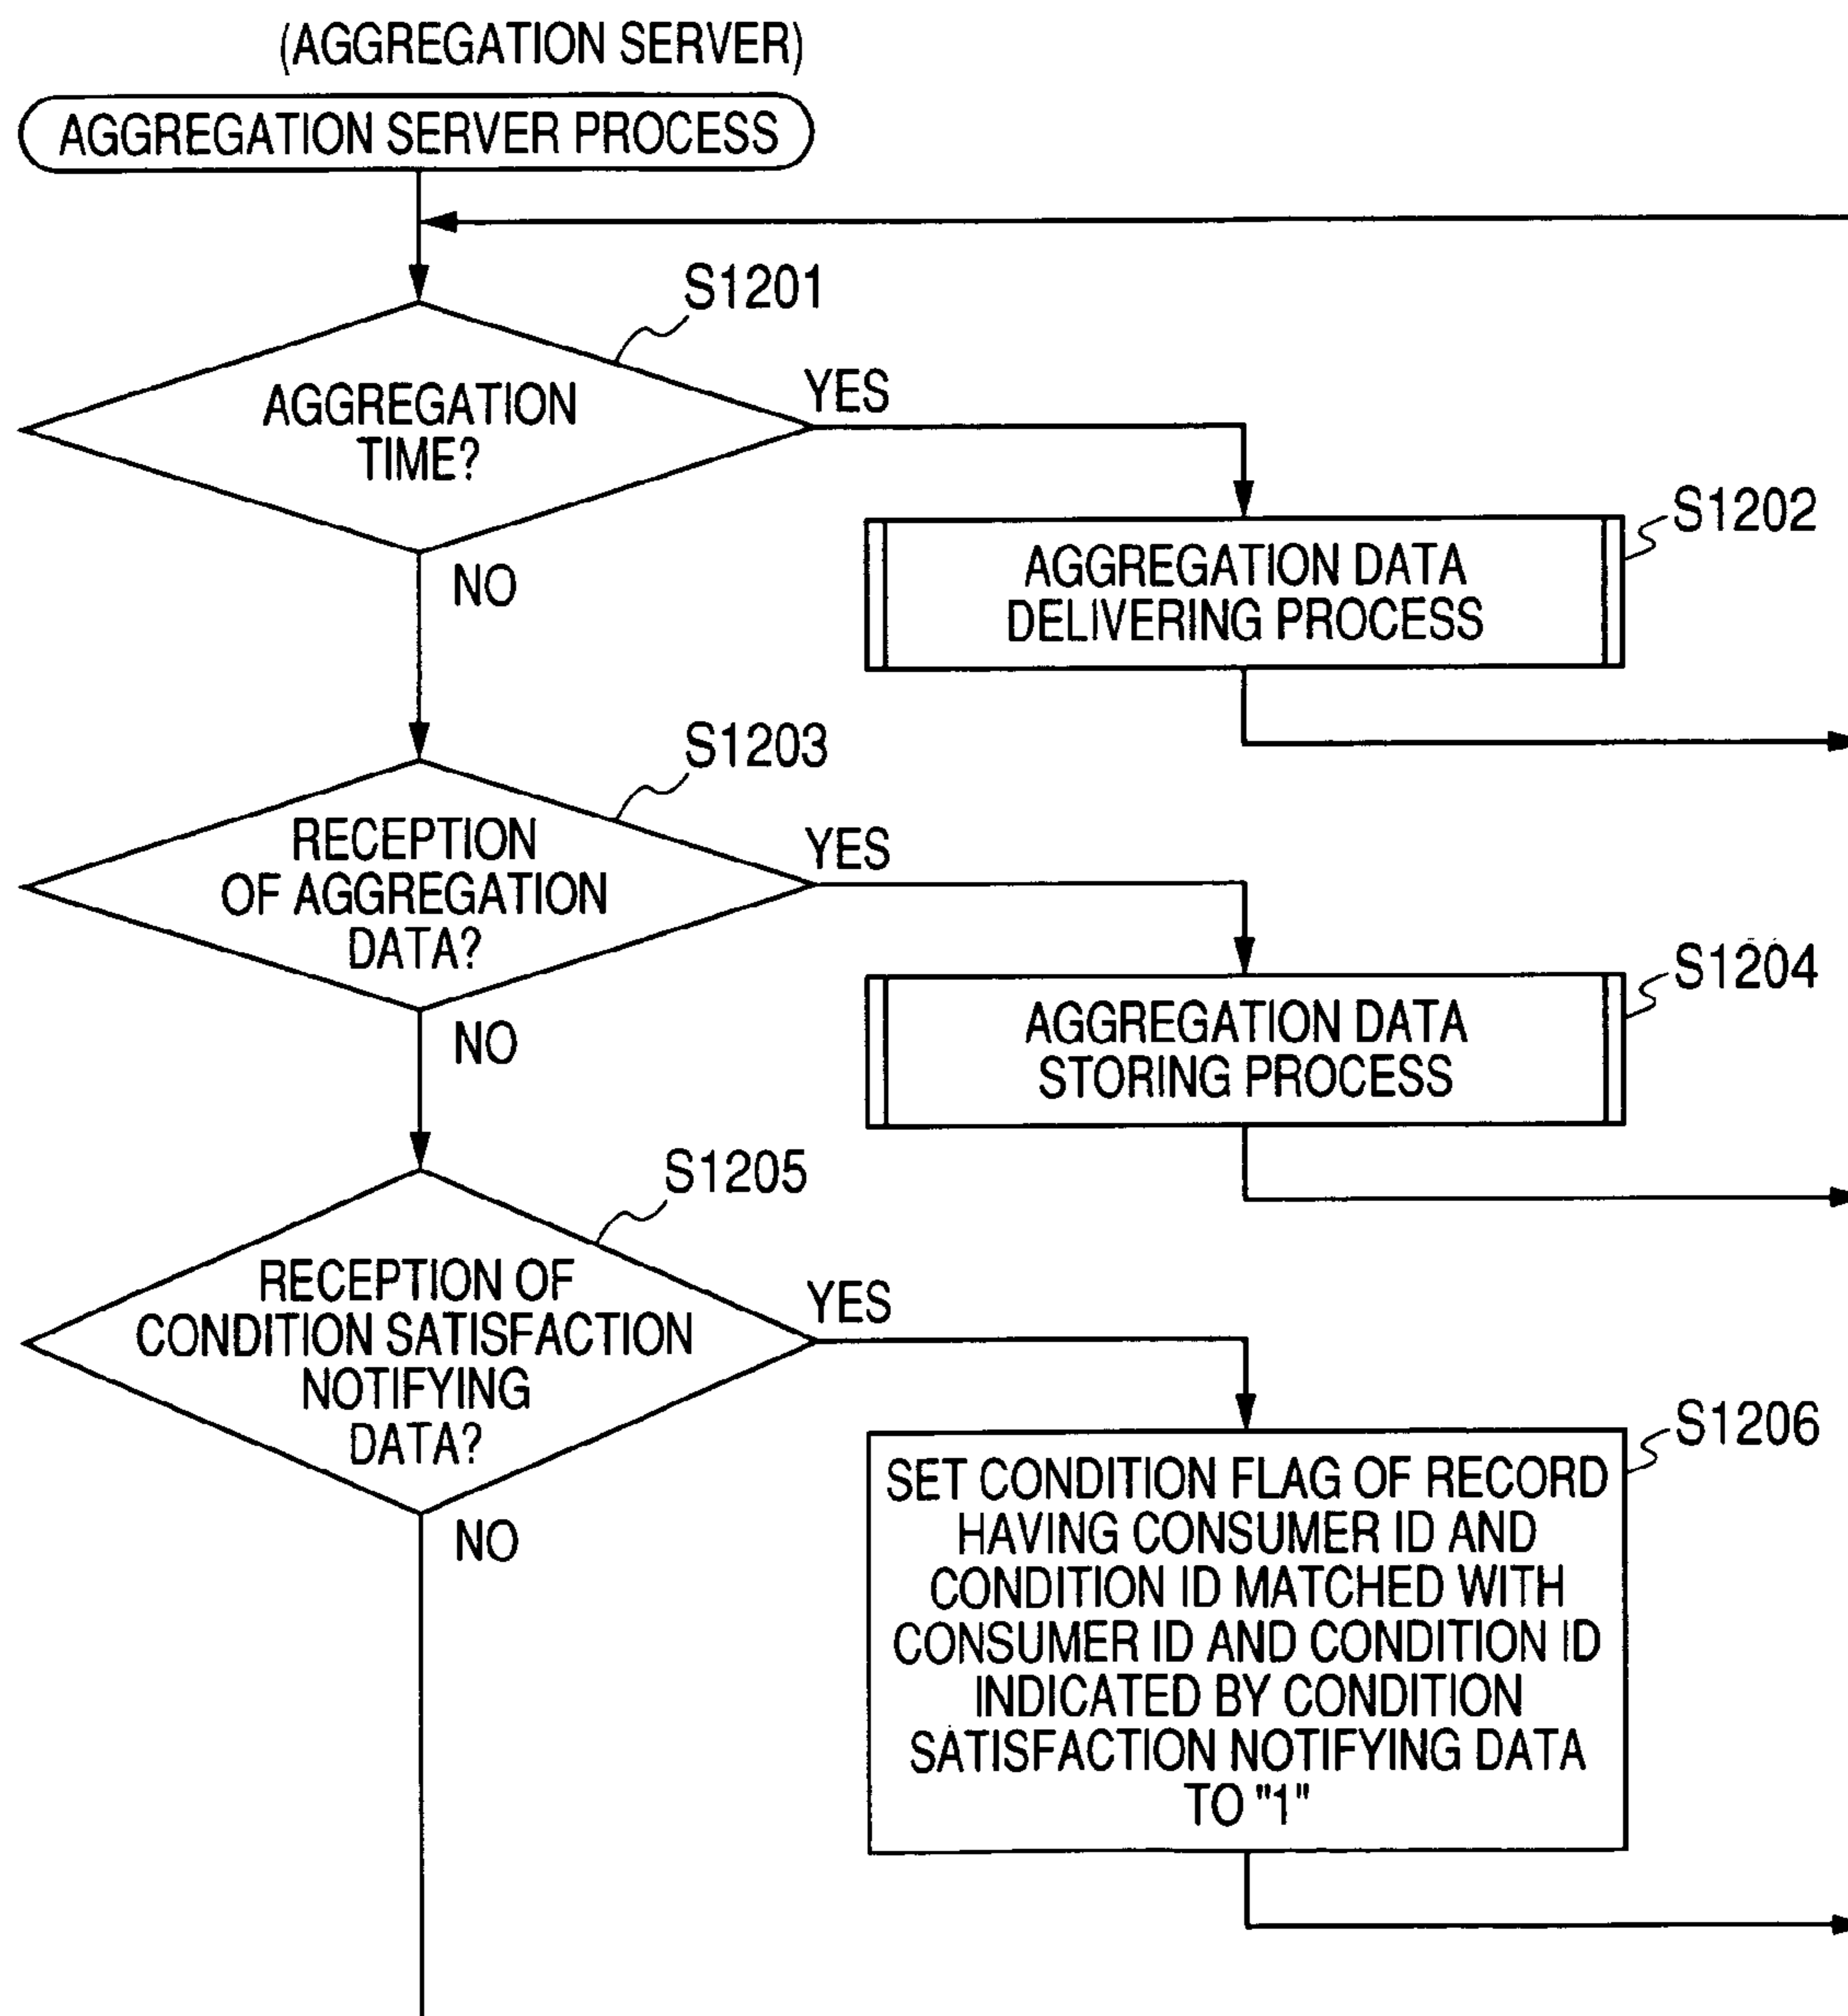 (AGGREGATION SERVER)
AGGREGATION SERVER PROCESS
S1201
AGGREGATION
TIME?
YES
NO
S1202
AGGREGATION DATA
DELIVERING PROCESS
S1203
RECEPTION
OF AGGREGATION
DATA?
YES
NO
S1204
AGGREGATION DATA
STORING PROCESS
S1205
RECEPTION OF
CONDITION SATISFACTION
NOTIFYING
DATA?
YES
NO
S1206
SET CONDITION FLAG OF RECORD
HAVING CONSUMER ID AND
CONDITION ID MATCHED WITH
CONSUMER ID AND CONDITION ID
INDICATED BY CONDITION
SATISFACTION NOTIFYING DATA
TO "1"